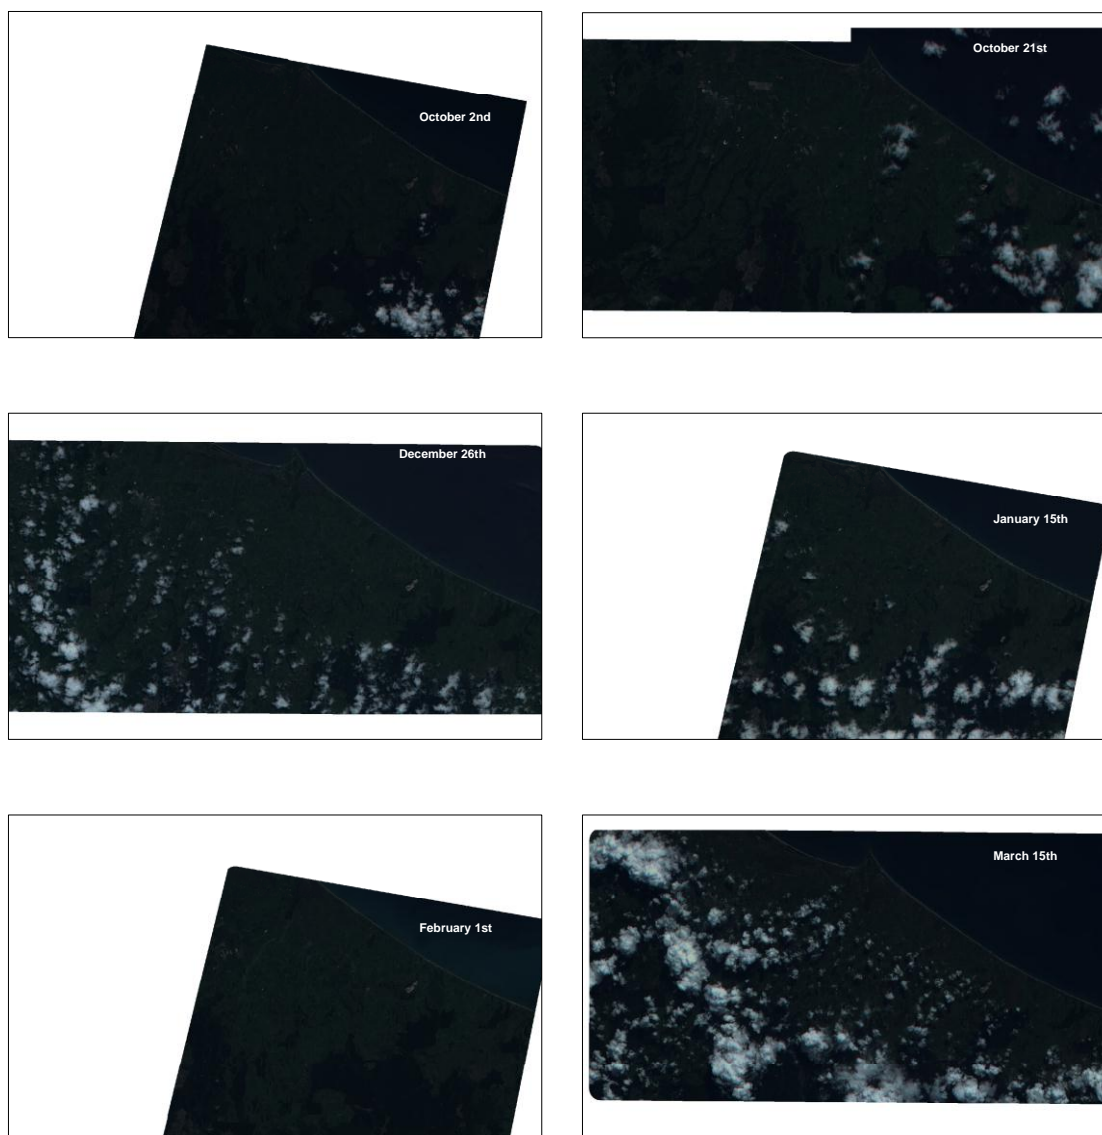 October 2nd
October 21st
December 26th
January 15th
February 1st
March 15th